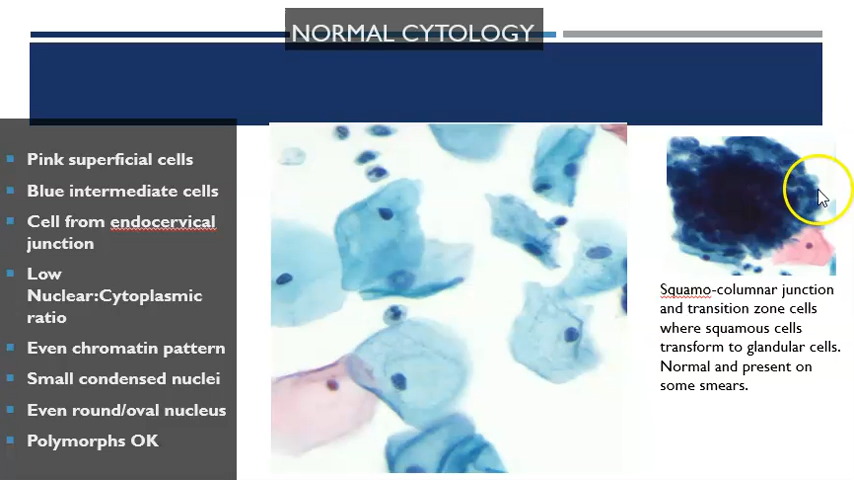 NORMAL CYTOLOGY
Pink superficial cells
Blue intermediate cells
Cell from endocervical
junction
Low
Nuclear:Cytoplasmic
ratio
Even chromatin pattern
Small condensed nuclei
Even round/oval nucleus
Polymorphs OK
Squamo-columnar junction
and transition zone cells
where squamous cells
transform to glandular cells.
Normal and present on
some smears.